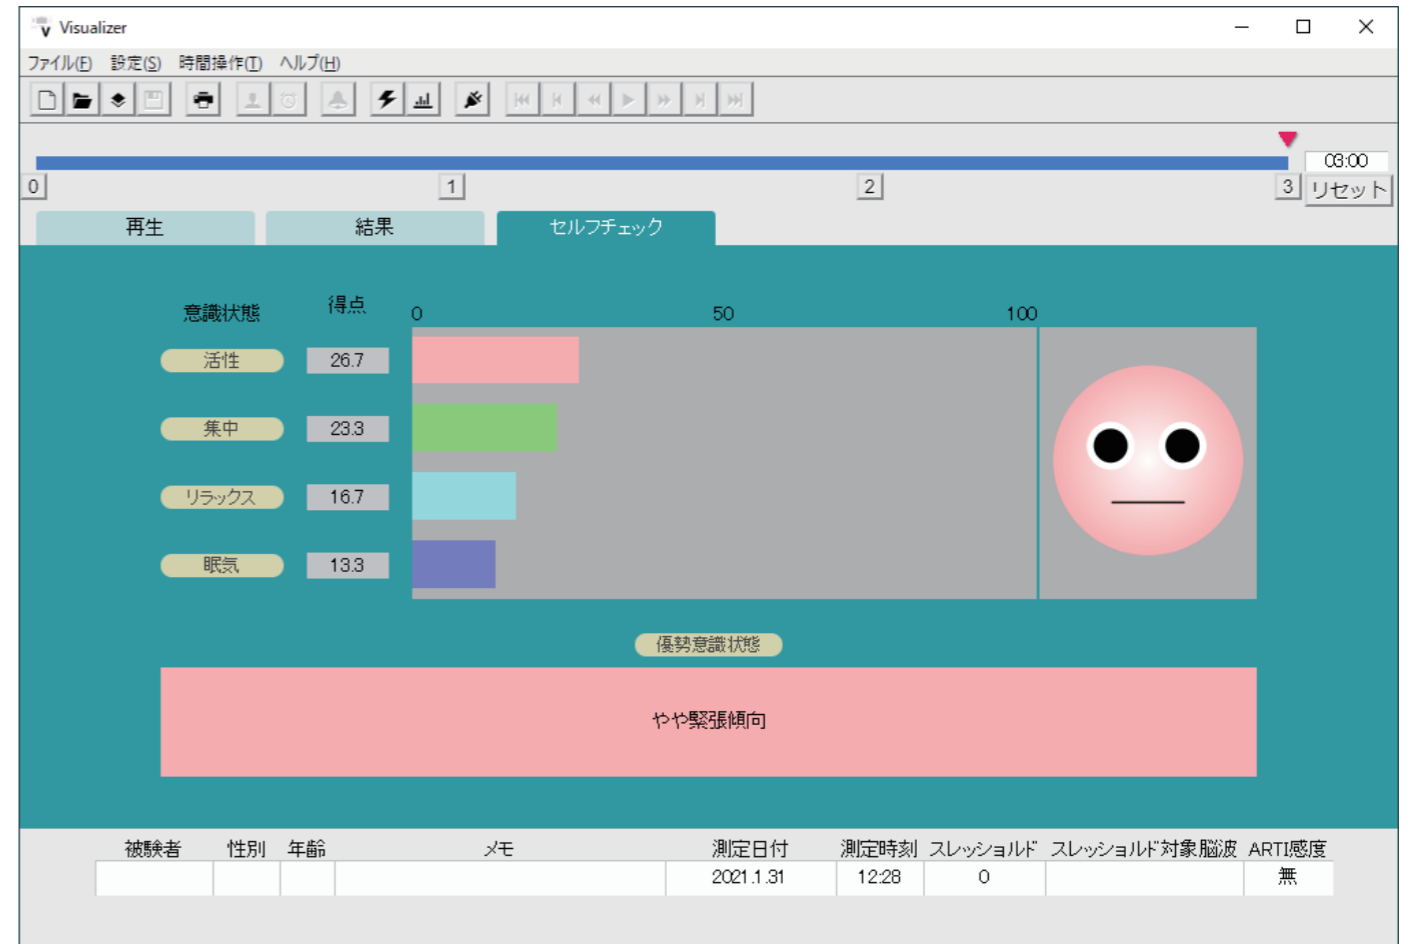 Visualizer
ファイル(F) 設定(S) 時間操作(T) ヘルプ(H)
03:00
0 1 2 3 リセット
再生 結果 セルフチェック
意識状態 得点 0 50 100
活性 26.7
集中 23.3
リラックス 16.7
眠気 13.3
優勢意識状態
やや緊張傾向
被験者 性別 年齢 メモ 測定日付 測定時刻 スレッショルド スレッショルド対象脳波 ARTI感度
2021.1.31 12:28 0 無